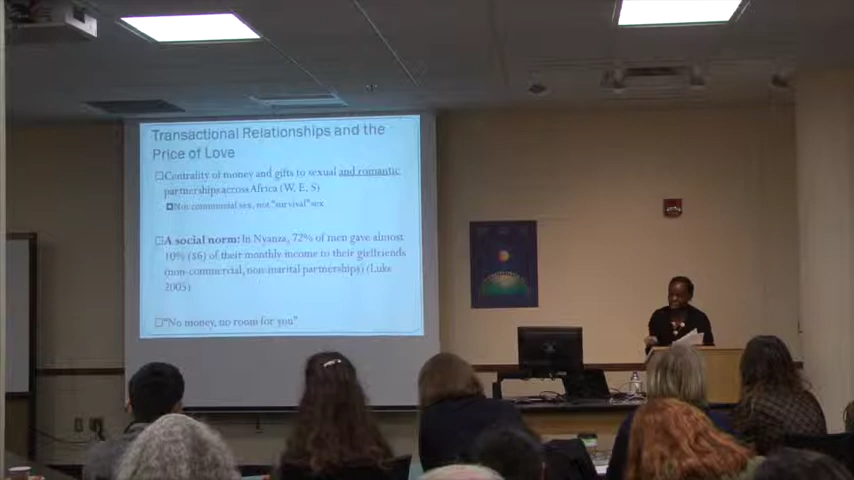 Transactional Relationships and the
Price of Love
Centrality of money and gifts to sexual and romantic
partnerships across Africa (W, E, S)
Not commercial sex, not "survival" sex
A social norm: In Nyanza, 72% of men gave almost
10% ($6) of their monthly income to their girlfriends
(non-commercial, non-marital partnerships) (Luke
2005)
"No money, no room for you"